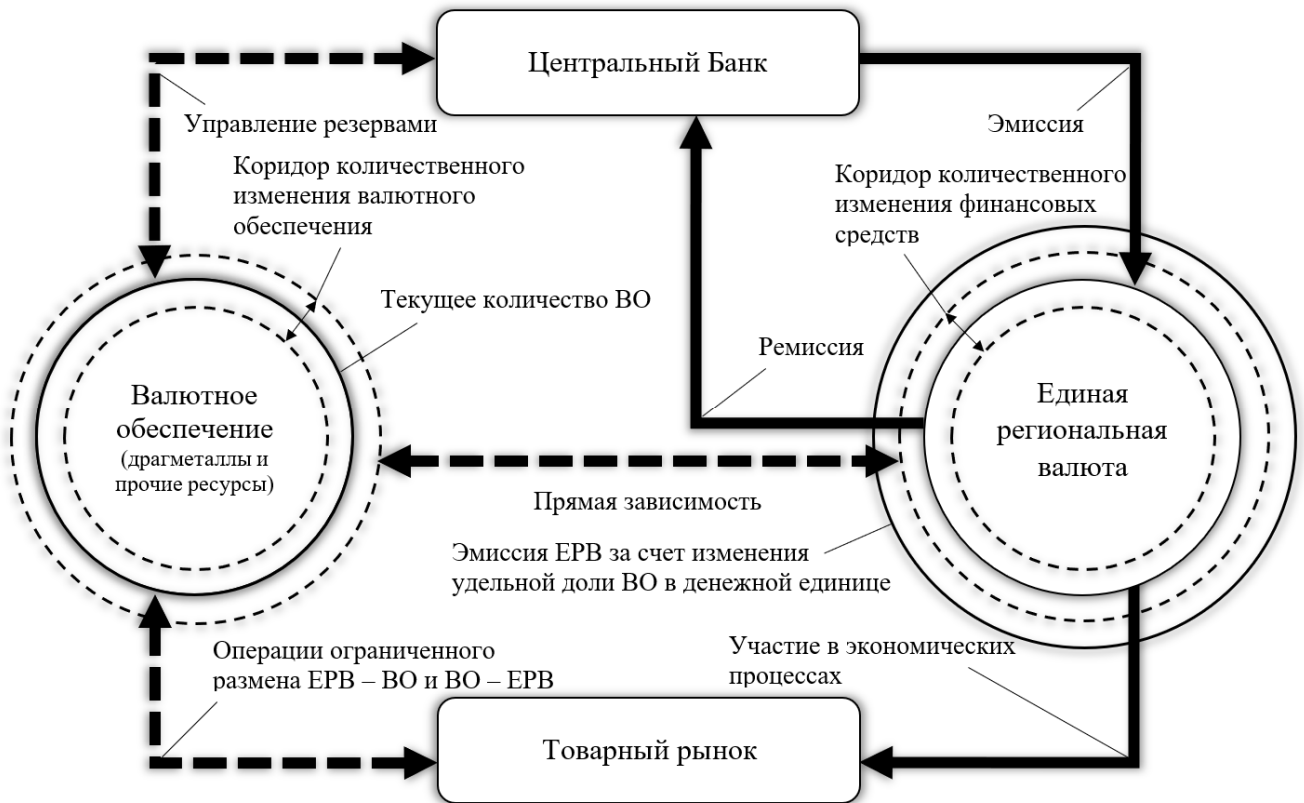 Центральный Банк
Управление резервами
Эмиссия
Коридор количественного
изменения валютного
обеспечения
Коридор количественного
изменения финансовых
средств
Текущее количество ВО
Ремиссия
Валютное
обеспечение
(драгметаллы и
прочие ресурсы)
Единая
региональная
валюта
Прямая зависимость
Эмиссия ЕРВ за счет изменения
удельной доли ВО в денежной единице
Операции ограниченного
размена ЕРВ – ВО и ВО – ЕРВ
Участие в экономических
процессах
Товарный рынок